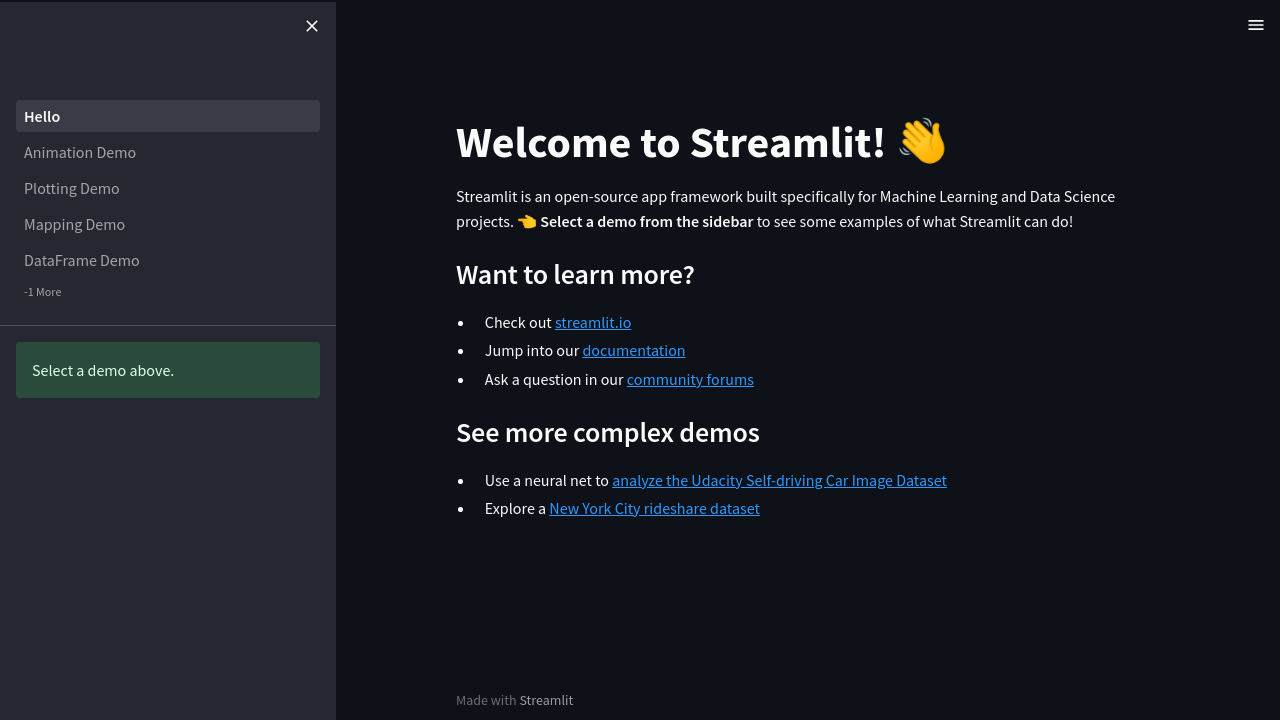 Hello
Animation Demo
Plotting Demo
Mapping Demo
DataFrame Demo
-1 More
Select a demo above.
Welcome to Streamlit! 👋
Streamlit is an open-source app framework built specifically for Machine Learning and Data Science
projects. 👈 Select a demo from the sidebar to see some examples of what Streamlit can do!
Want to learn more?
Check out streamlit.io
Jump into our documentation
Ask a question in our community forums
See more complex demos
Use a neural net to analyze the Udacity Self-driving Car Image Dataset
Explore a New York City rideshare dataset
Made with Streamlit